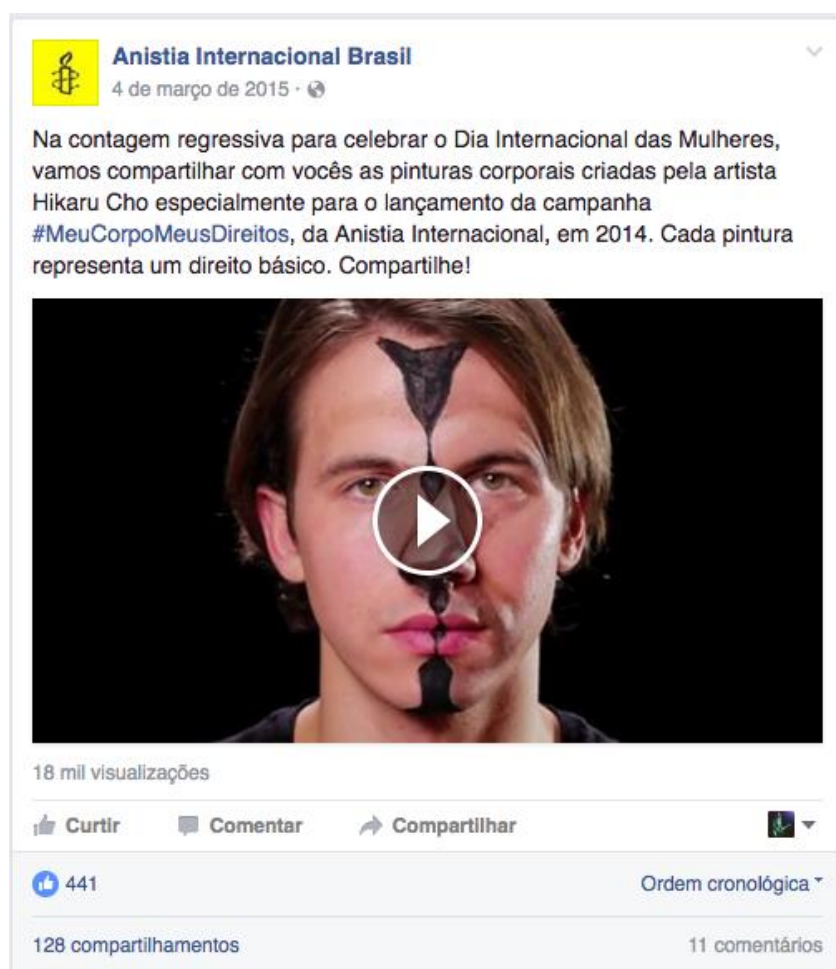 Anistia Internacional Brasil
4 de março de 2015 ·
Na contagem regressiva para celebrar o Dia Internacional das Mulheres,
vamos compartilhar com vocês as pinturas corporais criadas pela artista
Hikaru Cho especialmente para o lançamento da campanha
#MeuCorpoMeusDireitos, da Anistia Internacional, em 2014. Cada pintura
representa um direito básico. Compartilhe!
18 mil visualizações
Curtir Comentar Compartilhar
441 Ordem cronológica
128 compartilhamentos 11 comentários